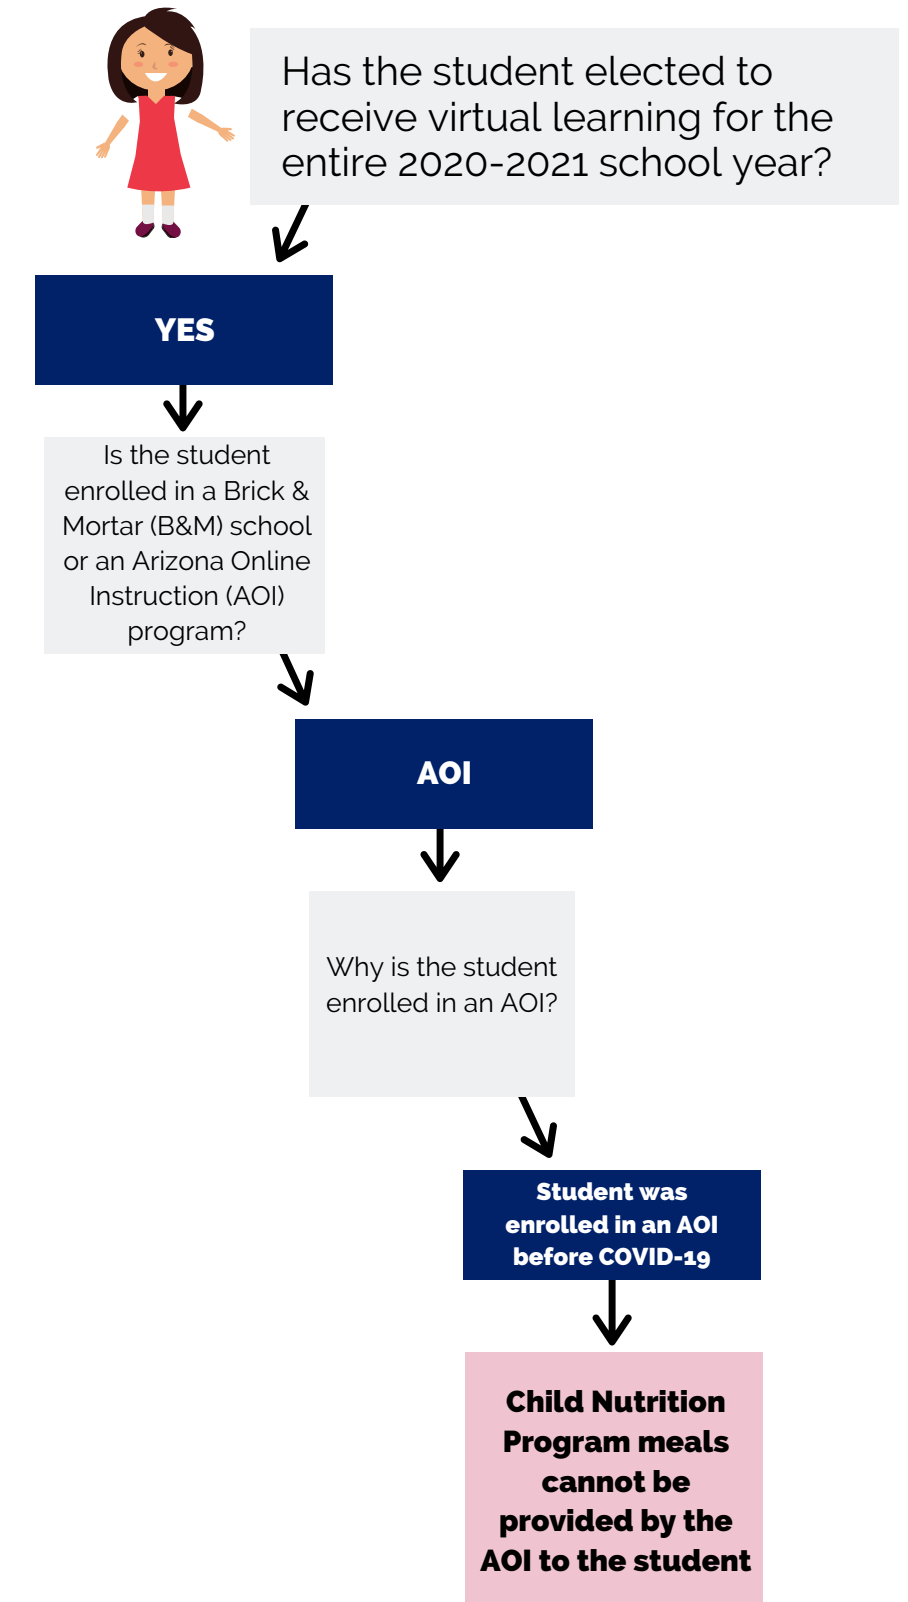 Has the student elected to
receive virtual learning for the
entire 2020-2021 school year?
YES
Is the student
enrolled in a Brick &
Mortar (B&M) school
or an Arizona Online
Instruction (AOI)
program?
AOI
Why is the student
enrolled in an AOI?
Student was
enrolled in an AOI
before COVID-19
Child Nutrition
Program meals
cannot be
provided by the
AOI to the student